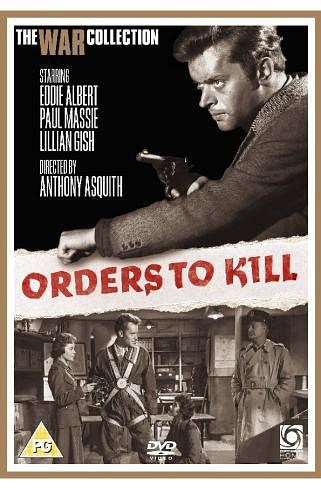 THE WAR COLLECTION
STARRING
EDDIE ALBERT
PAUL MASSIE
LILLIAN GISH
DIRECTED BY
ANTHONY ASQUITH
ORDERS TO KILL
PG
DVD
VIDEO